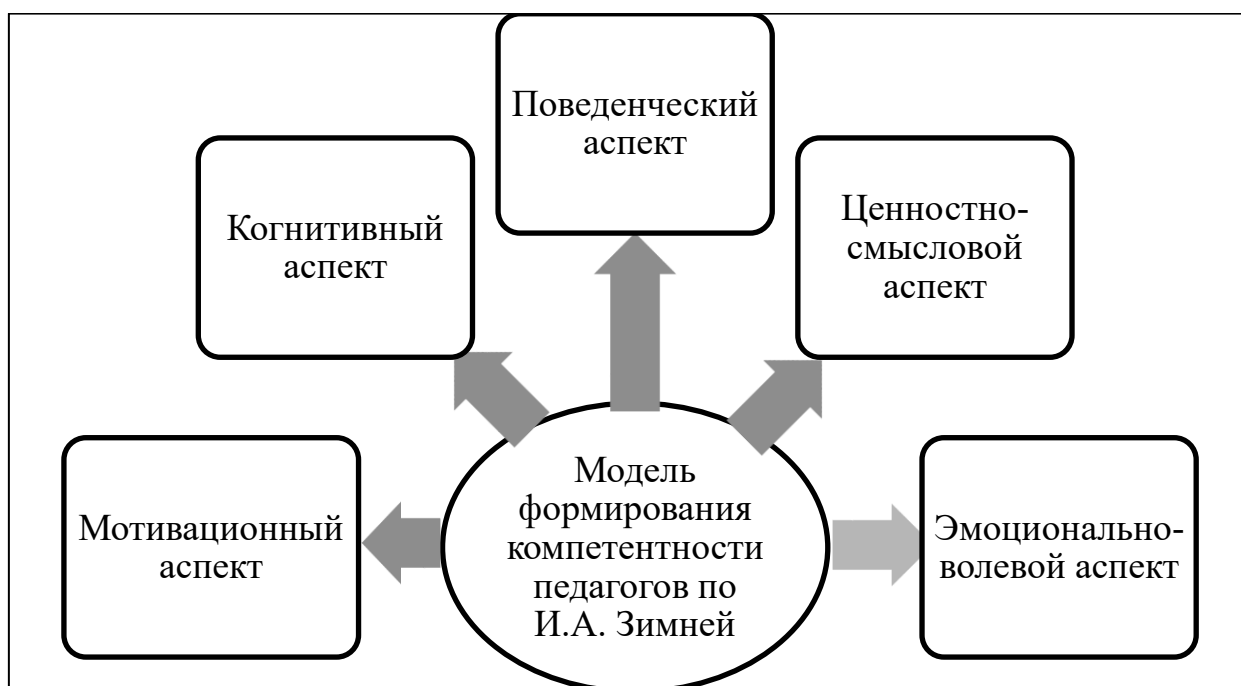 Поведенческий
аспект
Когнитивный
аспект
Ценностно-
смысловой
аспект
Мотивационный
аспект
Модель
формирования
компетентности
педагогов по
И.А. Зимней
Эмоционально-
волевой аспект